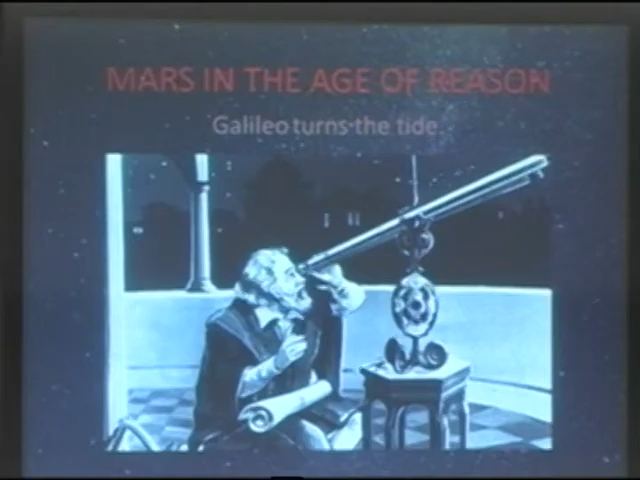 MARS IN THE AGE OF REASON
Galileo turns the tide.